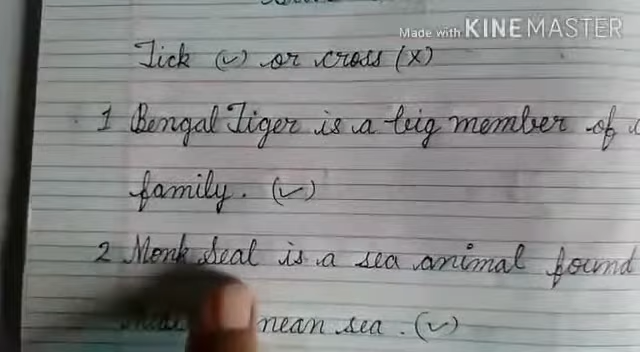 Made with KINEMASTER
Tick (✓) or cross (X)
1 Bengal Tiger is a big member of
family. (✓)
2 Monk Seal is a sea animal found
nean sea. (✓)